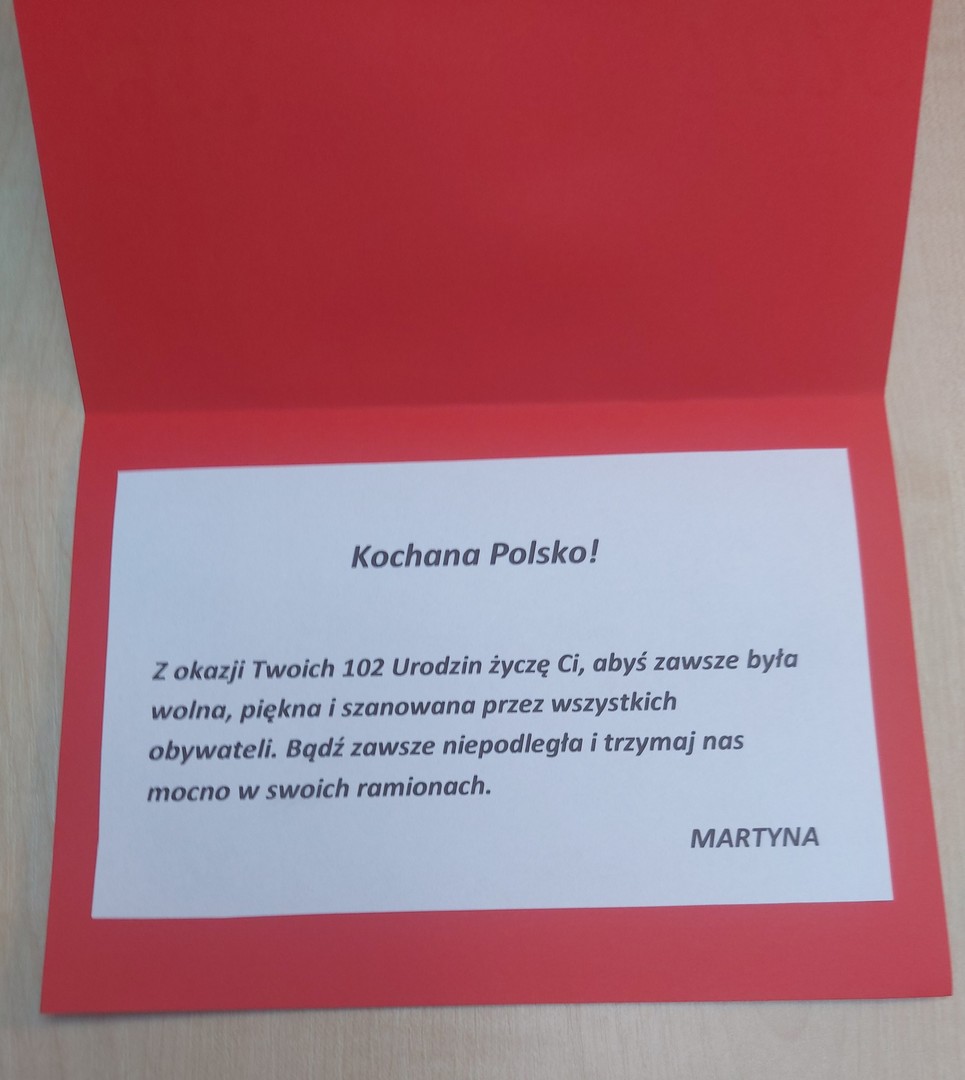 Kochana Polsko!
Z okazji Twoich 102 Urodzin życzę Ci, abyś zawsze była
wolna, piękna i szanowana przez wszystkich
obywateli. Bądź zawsze niepodległa i trzymaj nas
mocno w swoich ramionach.
MARTYNA